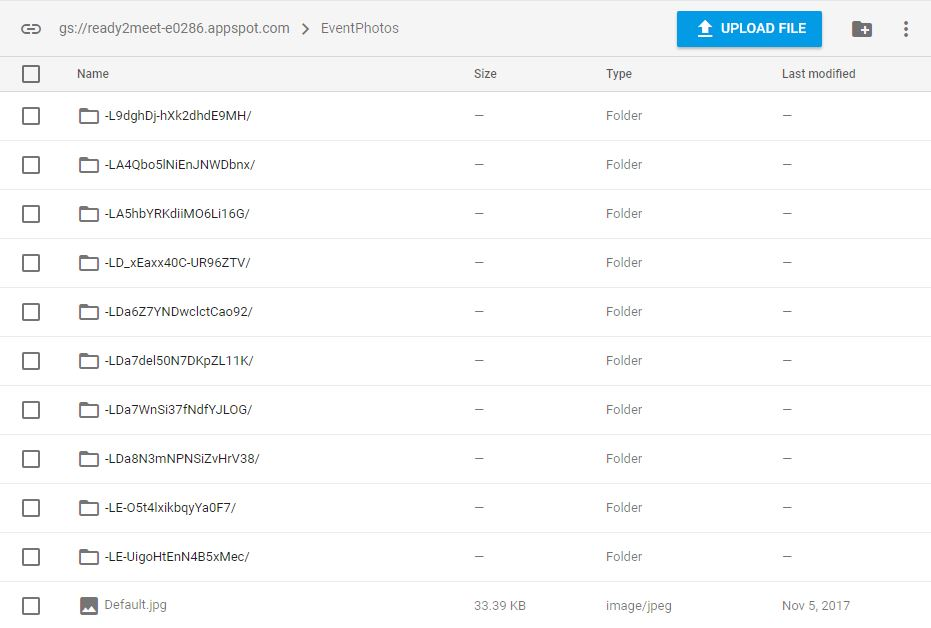 gs://ready2meet-e0286.appspot.com > EventPhotos UPLOAD FILE
Name Size Type Last modified
-L9dghDj-hXk2dhdE9MH/ — Folder —
-LA4Qbo5lNiEnJNWDbnx/ — Folder —
-LA5hbYRKdiiMO6Li16G/ — Folder —
-LD_xEaxx40C-UR96ZTV/ — Folder —
-LDa6Z7YNDwclctCao92/ — Folder —
-LDa7del50N7DKpZL11K/ — Folder —
-LDa7WnSi37fNdfYJLOG/ — Folder —
-LDa8N3mNPNSiZvHrV38/ — Folder —
-LE-O5t4lxikbqyYa0F7/ — Folder —
-LE-UigoHtEnN4B5xMec/ — Folder —
Default.jpg 33.39 KB image/jpeg Nov 5, 2017